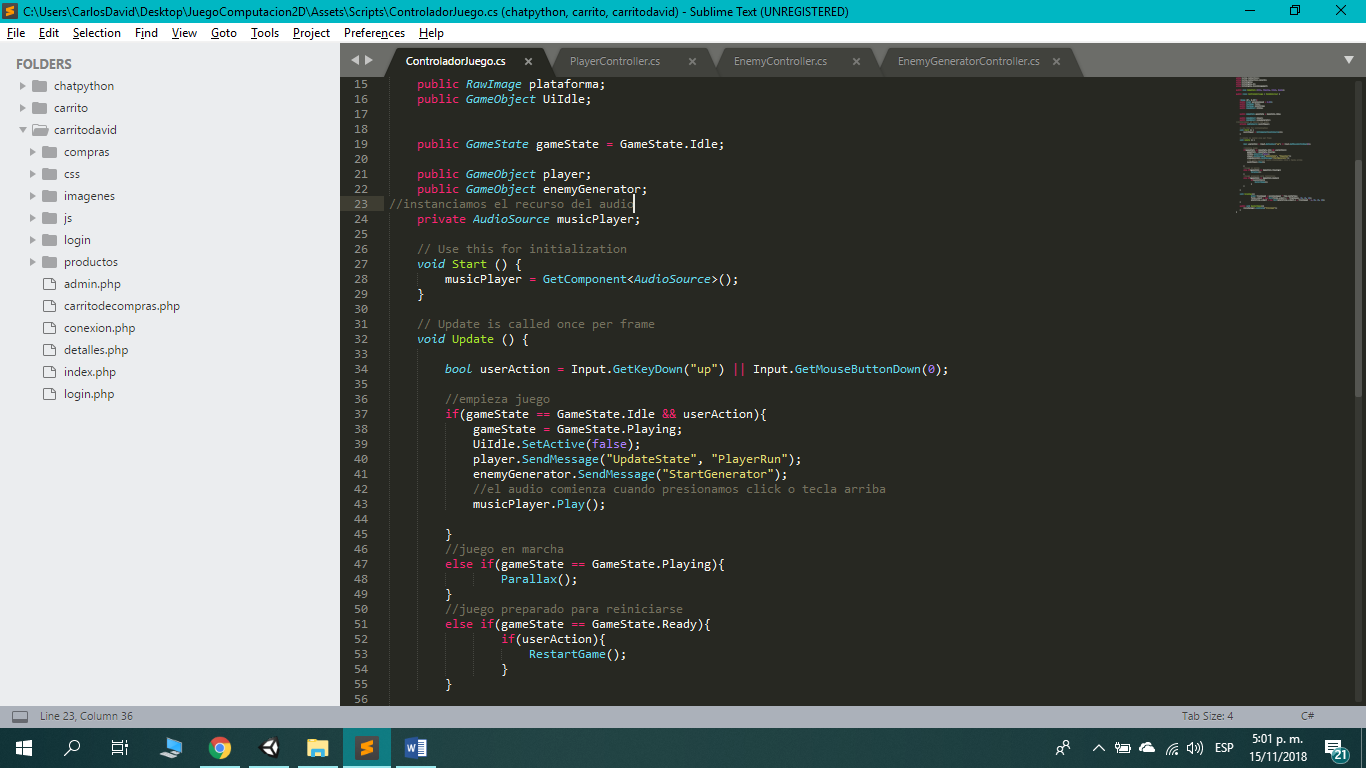 C:\Users\CarlosDavid\Desktop\JuegoComputacion2D\Assets\Scripts\ControladorJuego.cs (chatpython, carrito, carritodavid) - Sublime Text (UNREGISTERED)
File Edit Selection Find View Goto Tools Project Preferences Help
FOLDERS
chatpython
carrito
carritodavid
compras
css
imagenes
js
login
productos
admin.php
carritodecompras.php
conexion.php
detalles.php
index.php
login.php
ControladorJuego.cs × PlayerController.cs × EnemyController.cs × EnemyGeneratorController.cs ×
15 public RawImage plataforma;
16 public GameObject UiIdle;
17
18
19 public GameState gameState = GameState.Idle;
20
21 public GameObject player;
22 public GameObject enemyGenerator;
23 //instanciamos el recurso del audio
24 private AudioSource musicPlayer;
25
26 // Use this for initialization
27 void Start () {
28 musicPlayer = GetComponent<AudioSource>();
29 }
30
31 // Update is called once per frame
32 void Update () {
33
34 bool userAction = Input.GetKeyDown("up") || Input.GetMouseButtonDown(0);
35
36 //empieza juego
37 if(gameState == GameState.Idle && userAction){
38 gameState = GameState.Playing;
39 UiIdle.SetActive(false);
40 player.SendMessage("UpdateState", "PlayerRun");
41 enemyGenerator.SendMessage("StartGenerator");
42 //el audio comienza cuando presionamos click o tecla arriba
43 musicPlayer.Play();
44
45 }
46 //juego en marcha
47 else if(gameState == GameState.Playing){
48 Parallax();
49 }
50 //juego preparado para reiniciarse
51 else if(gameState == GameState.Ready){
52 if(userAction){
53 RestartGame();
54 }
55 }
56
Line 23, Column 36 Tab Size: 4 C#
ESP 5:01 p. m.
15/11/2018
21